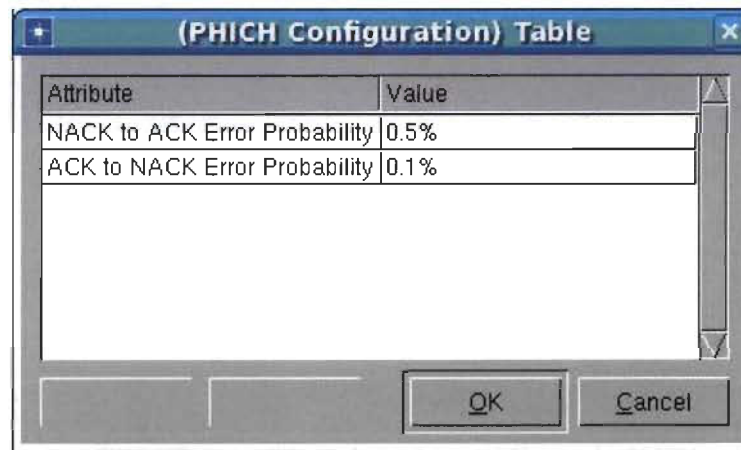 (PHICH Configuration) Table
Attribute Value
NACK to ACK Error Probability 0.5%
ACK to NACK Error Probability 0.1%
OK Cancel